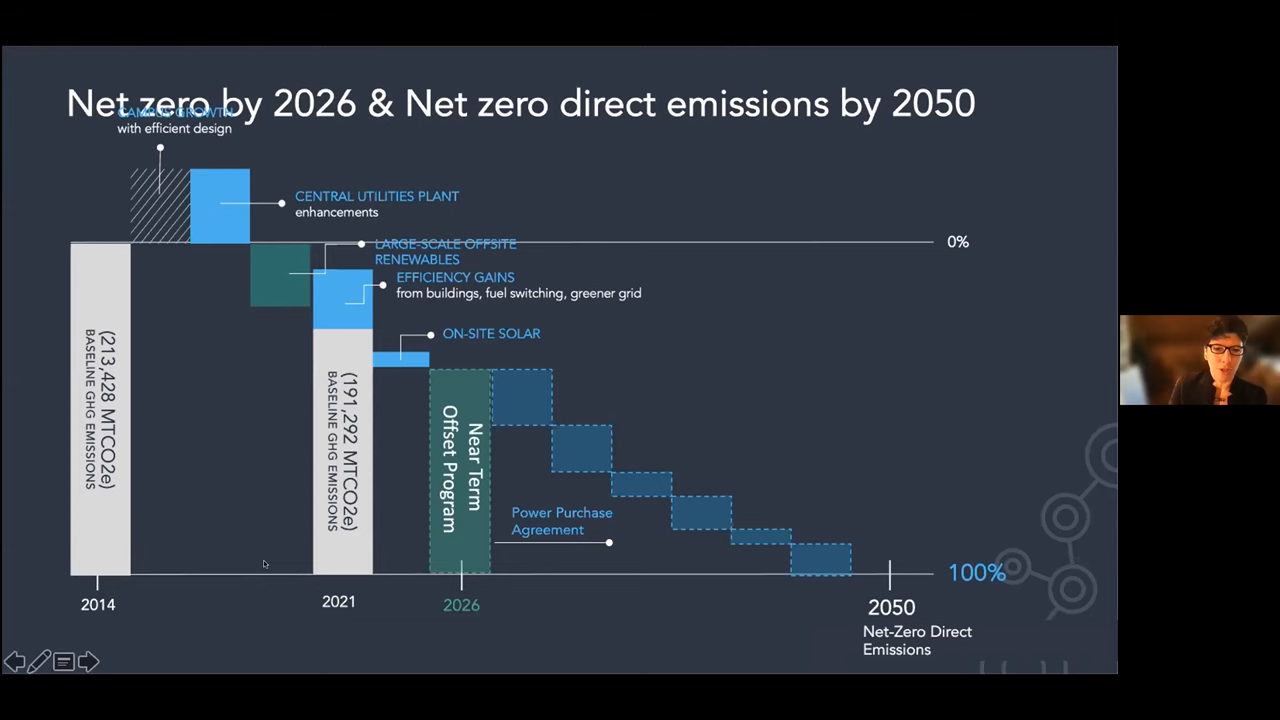 Net zero by 2026 & Net zero direct emissions by 2050
CAMPUS GROWTH
with efficient design
CENTRAL UTILITIES PLANT
enhancements
0%
LARGE-SCALE OFFSITE
RENEWABLES
EFFICIENCY GAINS
from buildings, fuel switching, greener grid
ON-SITE SOLAR
(213,428 MTCO2e)
BASELINE GHG EMISSIONS
(191,292 MTCO2e)
BASELINE GHG EMISSIONS
Near Term
Offset Program
Power Purchase
Agreement
100%
2014
2021
2026
2050
Net-Zero Direct
Emissions